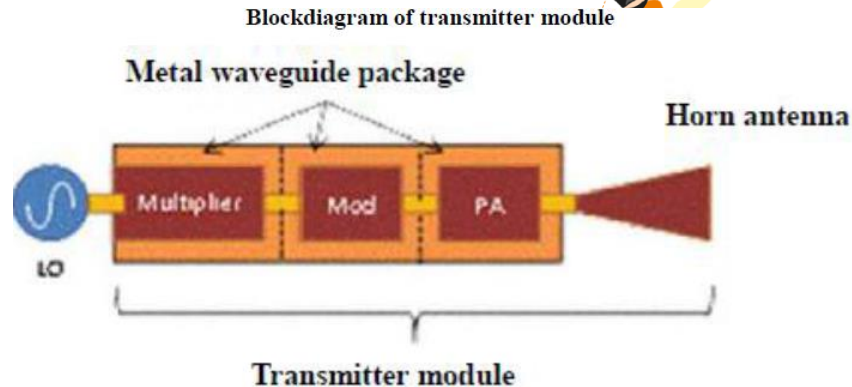 Blockdiagram of transmitter module
Metal waveguide package
Horn antenna
Multiplier
Mod
PA
LO
Transmitter module